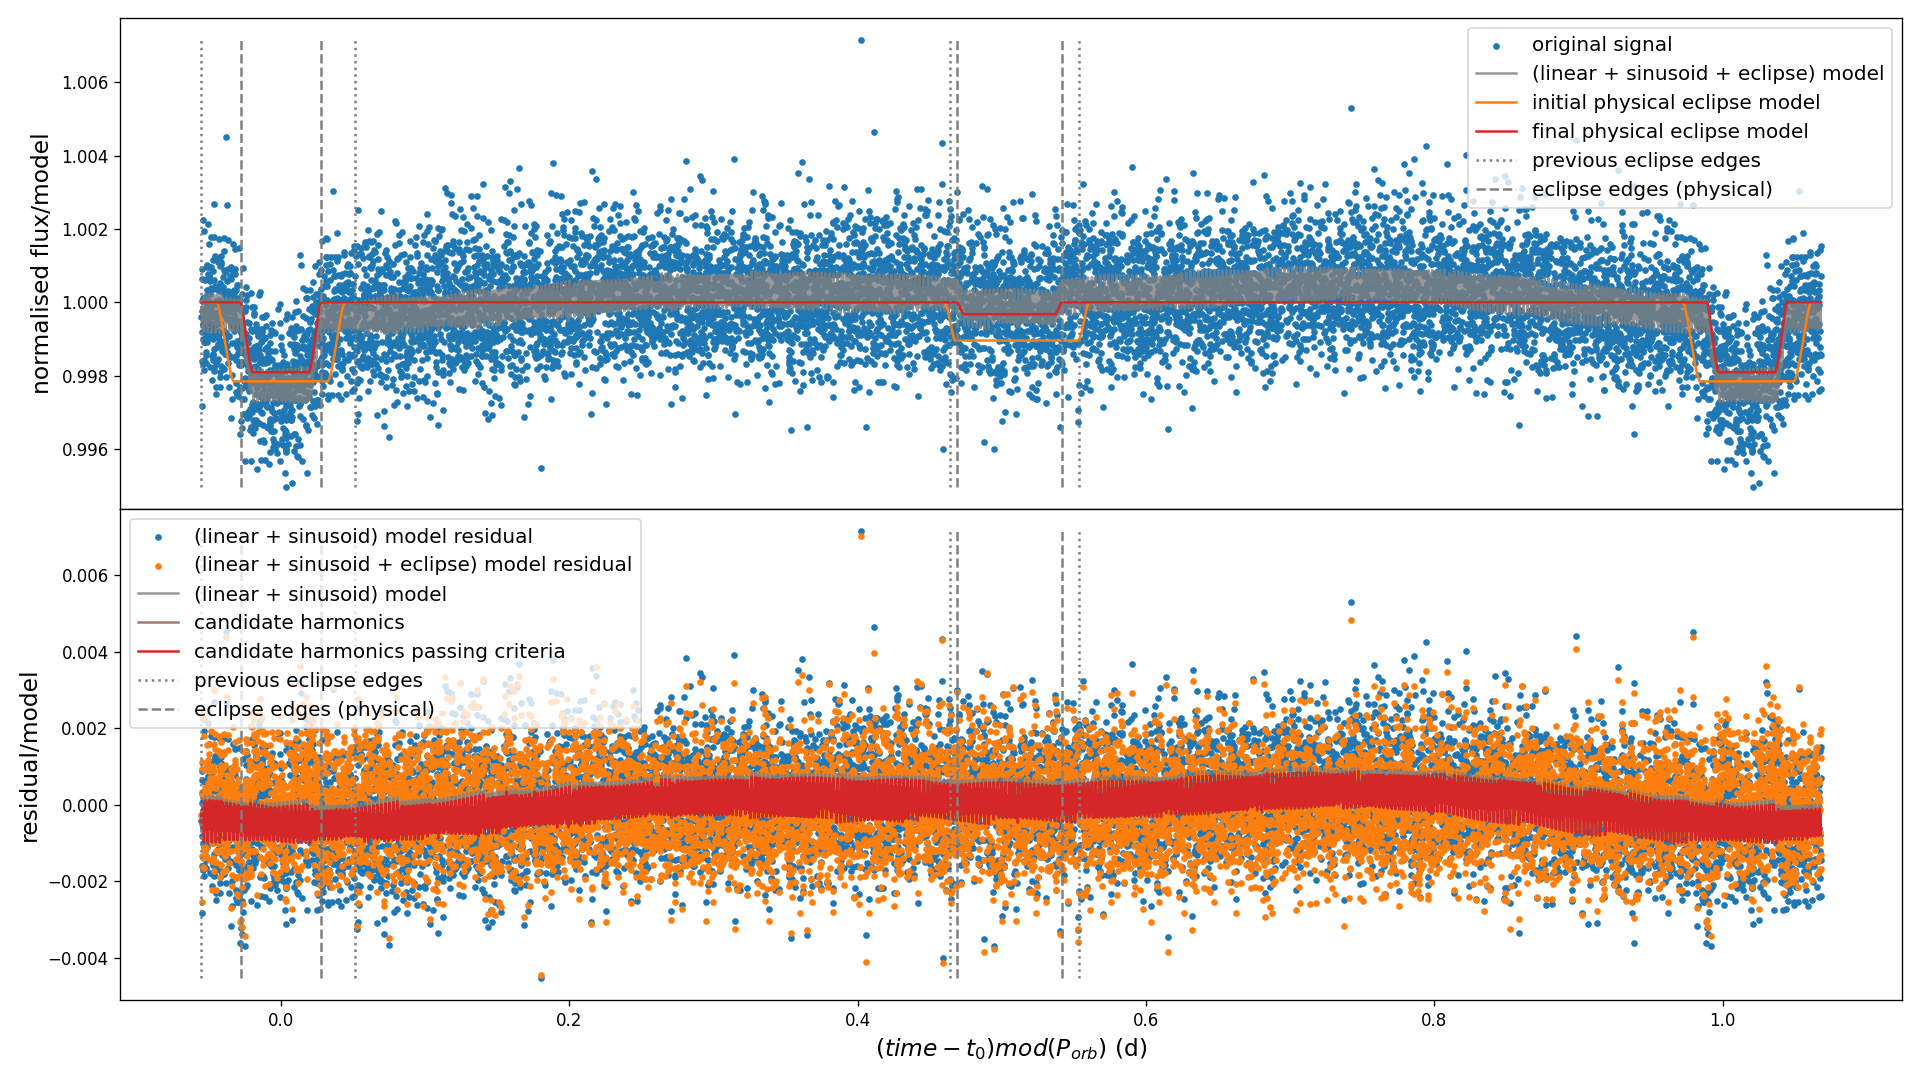 normalised flux/model
1.006
1.004
1.002
1.000
0.998
0.996
original signal
(linear + sinusoid + eclipse) model
initial physical eclipse model
final physical eclipse model
previous eclipse edges
eclipse edges (physical)
residual/model
0.006
0.004
0.002
0.000
−0.002
−0.004
(linear + sinusoid) model residual
(linear + sinusoid + eclipse) model residual
(linear + sinusoid) model
candidate harmonics
candidate harmonics passing criteria
previous eclipse edges
eclipse edges (physical)
0.0 0.2 0.4 0.6 0.8 1.0
(time − t₀)mod(P_{orb}) (d)